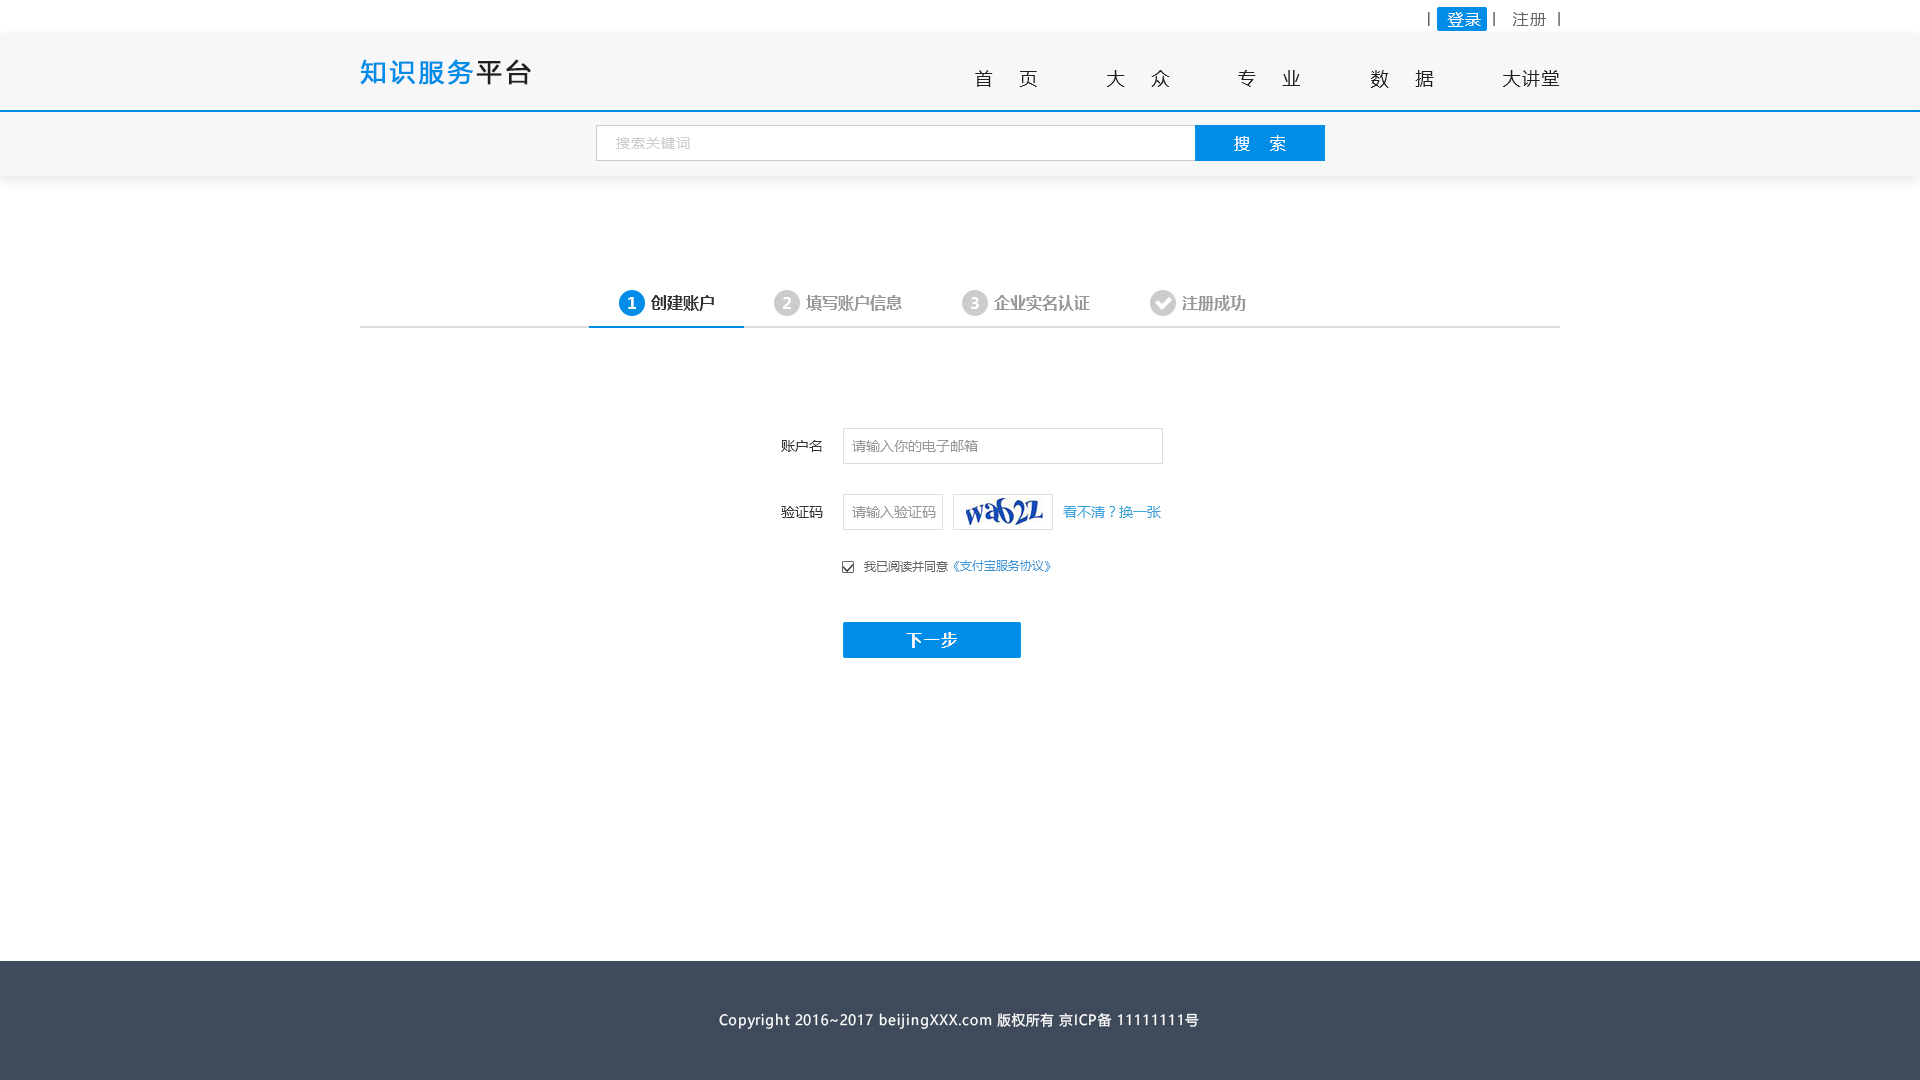 | 登录 | 注册 |
知识服务平台
首 页 大 众 专 业 数 据 大讲堂
搜索关键词 搜 索
1 创建账户 2 填写账户信息 3 企业实名认证 注册成功
账户名 请输入你的电子邮箱
验证码 请输入验证码 wa62Z 看不清？换一张
我已阅读并同意《支付宝服务协议》
下一步
Copyright 2016~2017 beijingXXX.com 版权所有 京ICP备 11111111号